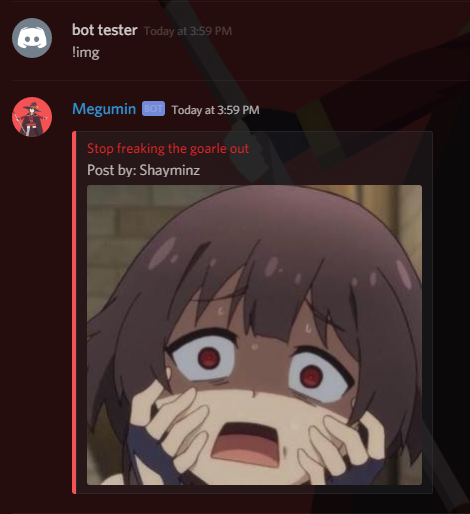 bot tester Today at 3:59 PM
!img
Megumin BOT Today at 3:59 PM
Stop freaking the goarle out
Post by: Shayminz